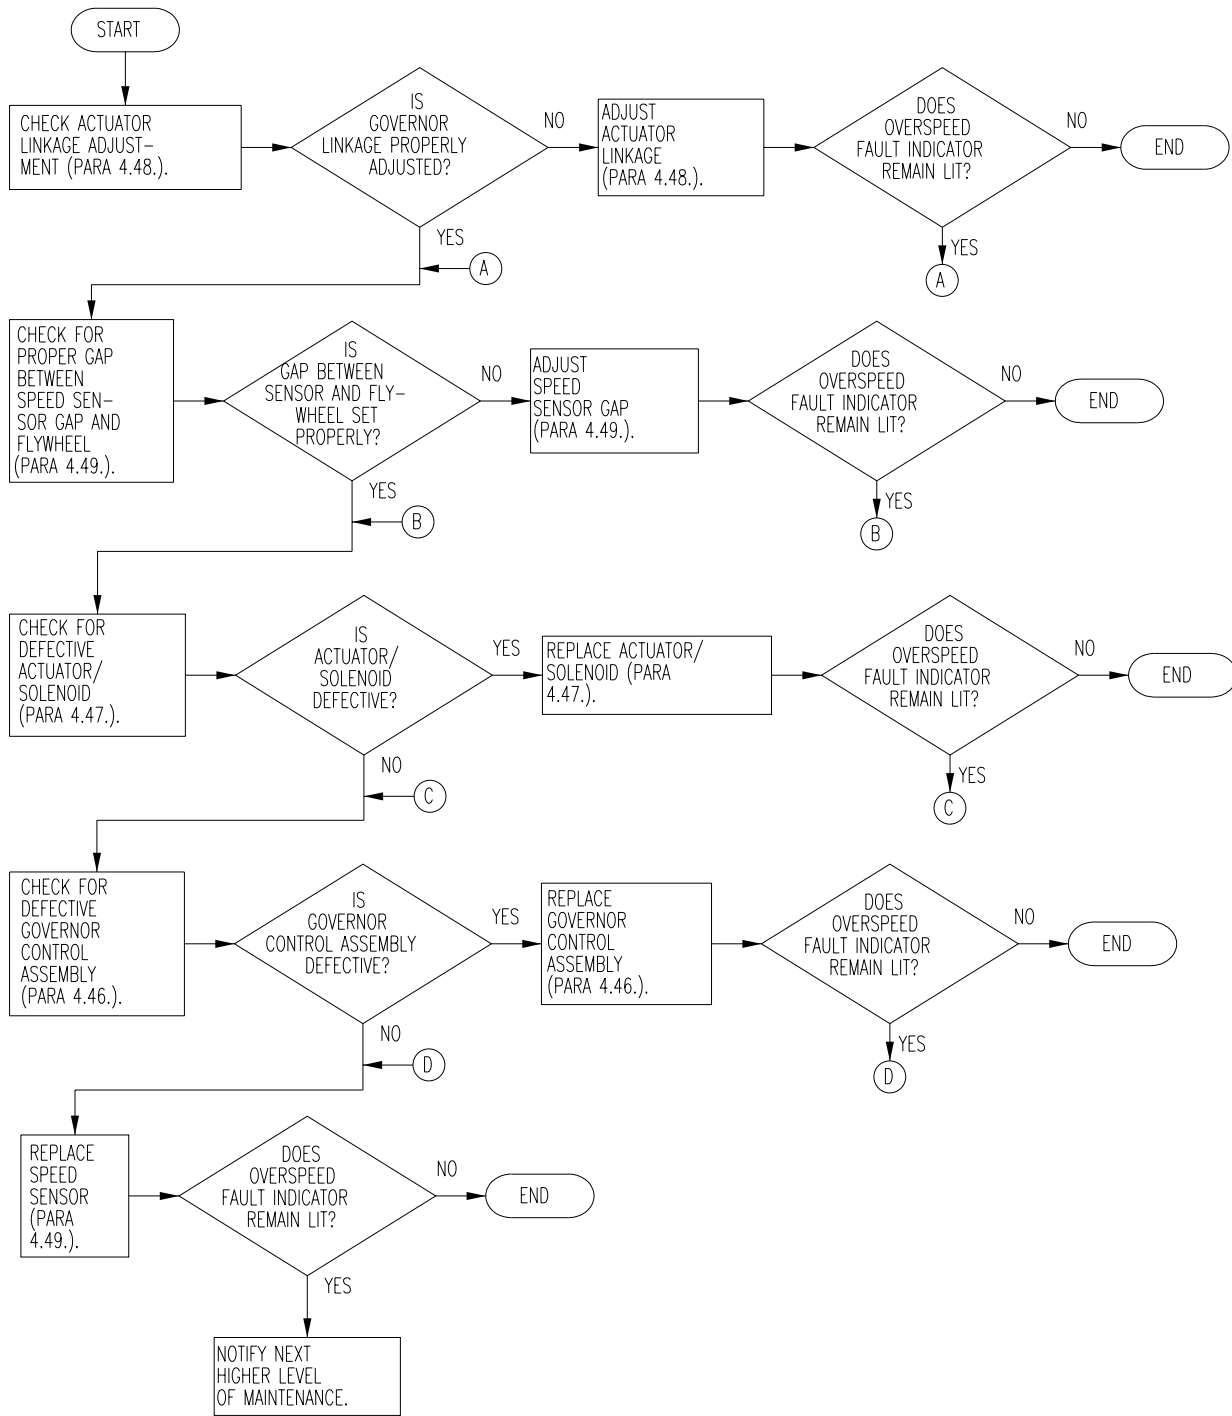 START
CHECK ACTUATOR
LINKAGE ADJUST-
MENT (PARA 4.48.).
IS
GOVERNOR
LINKAGE PROPERLY
ADJUSTED?
NO
ADJUST
ACTUATOR
LINKAGE
(PARA 4.48.).
DOES
OVERSPEED
FAULT INDICATOR
REMAIN LIT?
NO
END
YES
A
YES
A
CHECK FOR
PROPER GAP
BETWEEN
SPEED SEN-
SOR GAP AND
FLYWHEEL
(PARA 4.49.).
IS
GAP BETWEEN
SENSOR AND FLY-
WHEEL SET
PROPERLY?
NO
ADJUST
SPEED
SENSOR GAP
(PARA 4.49.).
DOES
OVERSPEED
FAULT INDICATOR
REMAIN LIT?
NO
END
YES
B
YES
B
CHECK FOR
DEFECTIVE
ACTUATOR/
SOLENOID
(PARA 4.47.).
IS
ACTUATOR/
SOLENOID
DEFECTIVE?
YES
REPLACE ACTUATOR/
SOLENOID (PARA
4.47.).
DOES
OVERSPEED
FAULT INDICATOR
REMAIN LIT?
NO
END
NO
C
YES
C
CHECK FOR
DEFECTIVE
GOVERNOR
CONTROL
ASSEMBLY
(PARA 4.46.).
IS
GOVERNOR
CONTROL ASSEMBLY
DEFECTIVE?
YES
REPLACE
GOVERNOR
CONTROL
ASSEMBLY
(PARA 4.46.).
DOES
OVERSPEED
FAULT INDICATOR
REMAIN LIT?
NO
END
NO
D
YES
D
REPLACE
SPEED
SENSOR
(PARA
4.49.).
DOES
OVERSPEED
FAULT INDICATOR
REMAIN LIT?
NO
END
YES
NOTIFY NEXT
HIGHER LEVEL
OF MAINTENANCE.